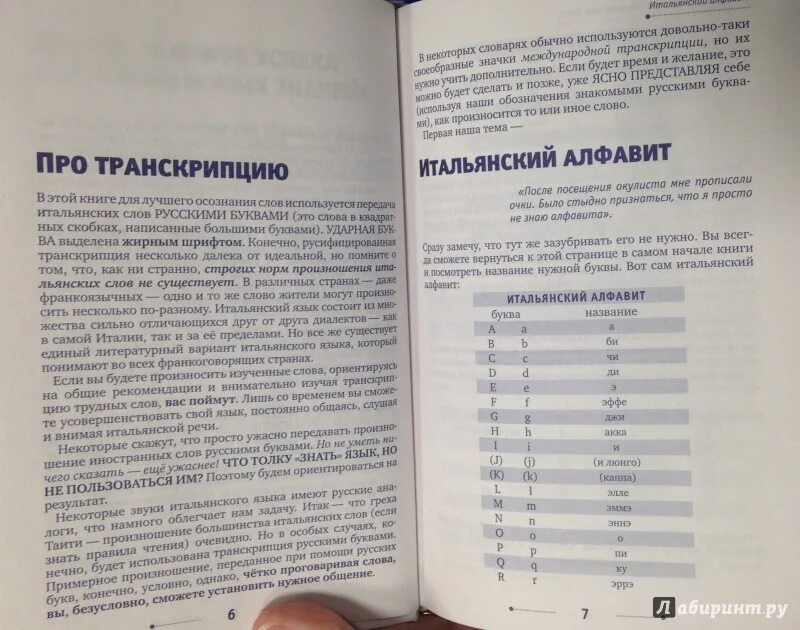 ПРО ТРАНСКРИПЦИЮ
В этой книге для лучшего осознания слов используется передача
итальянских слов РУССКИМИ БУКВАМИ (это слова в квадрат-
ных скобках, написанные большими буквами). УДАРНАЯ БУК-
ВА выделена жирным шрифтом. Конечно, русифицированная
транскрипция несколько далека от идеальной, но помните о
том, что, как ни странно, строгих норм произношения ита-
льянских слов не существует. В различных странах — даже
франкоязычных — одно и то же слово жители могут произно-
сить несколько по-разному. Итальянский язык состоит из мно-
жества сильно отличающихся друг от друга диалектов — как
в самой Италии, так и за её пределами. Но все же существует
единый литературный вариант итальянского языка, который
понимают во всех франкоговорящих странах.
Если вы будете произносить изученные слова, ориентируясь
на общие рекомендации и внимательно изучая транскрип-
цию трудных слов, вас поймут. Лишь со временем вы сможе-
те усовершенствовать свой язык, постоянно общаясь, слушая
и внимая итальянской речи.
Некоторые скажут, что просто ужасно передавать произно-
шение иностранных слов русскими буквами. Но не уметь ни-
чего сказать — ещё ужаснее! ЧТО ТОЛКУ „ЗНАТЬ" ЯЗЫК, НО
НЕ ПОЛЬЗОВАТЬСЯ ИМ? Поэтому будем ориентироваться на
результат.
Некоторые звуки итальянского языка имеют русские ана-
логи, что намного облегчает нам задачу. Итак — что греха
таити — произношение большинства итальянских слов (если
знать правила чтения) очевидно. Но в особых случаях, ко-
нечно, будет использована транскрипция русскими буквами.
Примерное произношение, переданное при помощи русских
букв, конечно, условно, однако, чётко проговаривая слова,
вы, безусловно, сможете установить нужное общение.
6
Итальянский алфавит
В некоторых словарях обычно используются довольно-таки
своеобразные значки международной транскрипции, но их
нужно учить дополнительно. Если будет время и желание, это
можно будет сделать и позже, уже ЯСНО ПРЕДСТАВЛЯЯ себе
(используя наши обозначения знакомыми русскими буква-
ми), как произносится то или иное слово.
Первая наша тема —
ИТАЛЬЯНСКИЙ АЛФАВИТ
«После посещения окулиста мне прописали
очки. Было стыдно признаться, что я просто
не знаю алфавита».
Сразу замечу, что тут же зазубривать его не нужно. Вы всег-
да сможете вернуться к этой странице в самом начале книги
и посмотреть название нужной буквы. Вот сам итальянский
алфавит:
ИТАЛЬЯНСКИЙ АЛФАВИТ
буква название
A a а
B b би
C c чи
D d ди
E e э
F f эффе
G g джи
H h акка
I i и
(J) (j) (и люнго)
(K) (k) (каппа)
L l элле
M m эммэ
N n эннэ
O o о
P p пи
Q q ку
R r эррэ
7
Лабиринт.ру